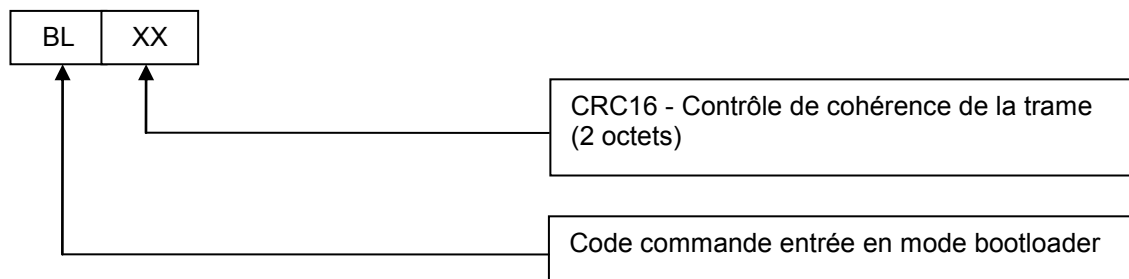 BL XX
CRC16 - Contrôle de cohérence de la trame
(2 octets)
Code commande entrée en mode bootloader